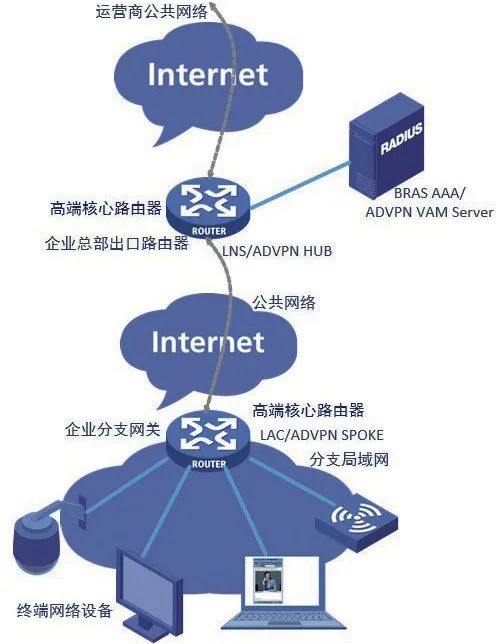 运营商公共网络
Internet
RADIUS
BRAS AAA/
ADVPN VAM Server
高端核心路由器
企业总部出口路由器
ROUTER
LNS/ADVPN HUB
公共网络
Internet
高端核心路由器
企业分支网关
LAC/ADVPN SPOKE
ROUTER
分支局域网
终端网络设备